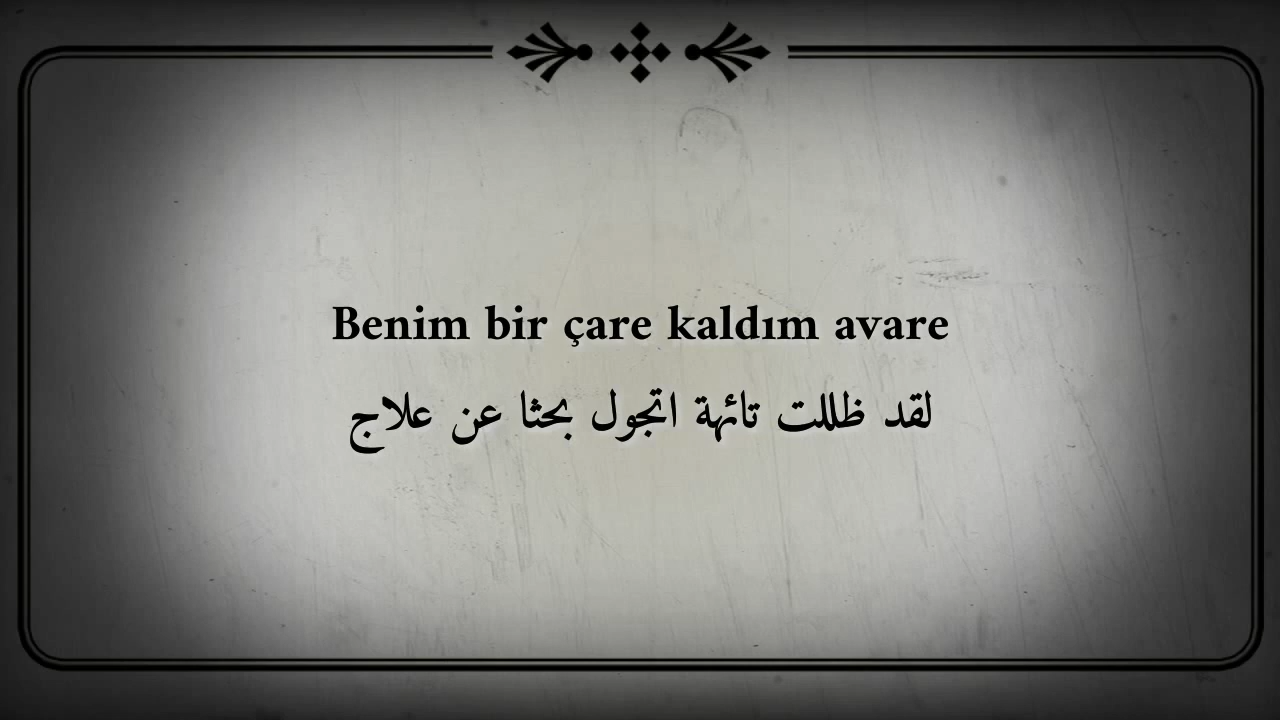 Benim bir çare kaldım avare
لقد ظللت تائهة اتجول بحثا عن علاج